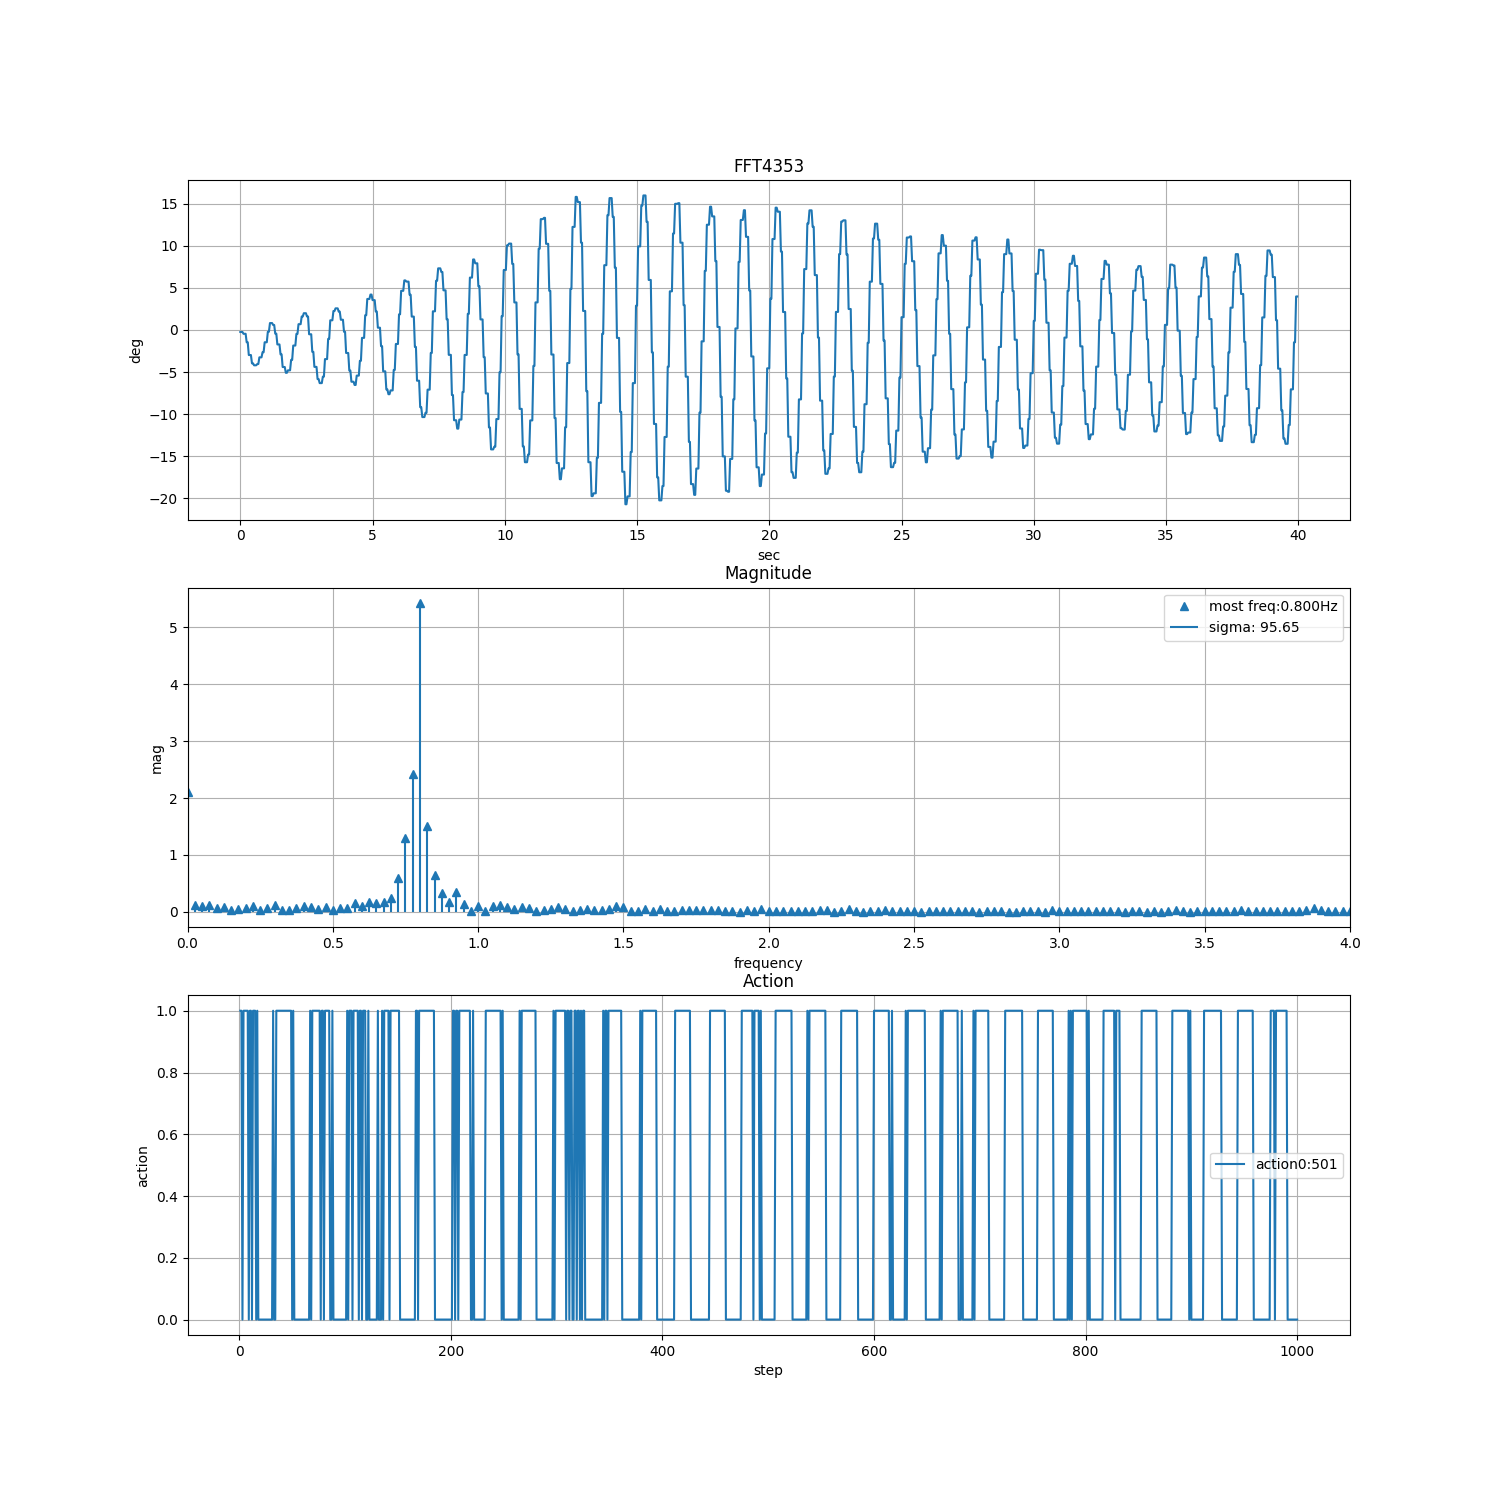 FFT4353
15
10
5
0
−5
−10
−15
−20
deg
0 5 10 15 20 25 30 35 40
sec
Magnitude
most freq:0.800Hz
sigma: 95.65
5
4
3
2
1
0
mag
0.0 0.5 1.0 1.5 2.0 2.5 3.0 3.5 4.0
frequency
Action
1.0
0.8
0.6
0.4
0.2
0.0
action
action0:501
0 200 400 600 800 1000
step